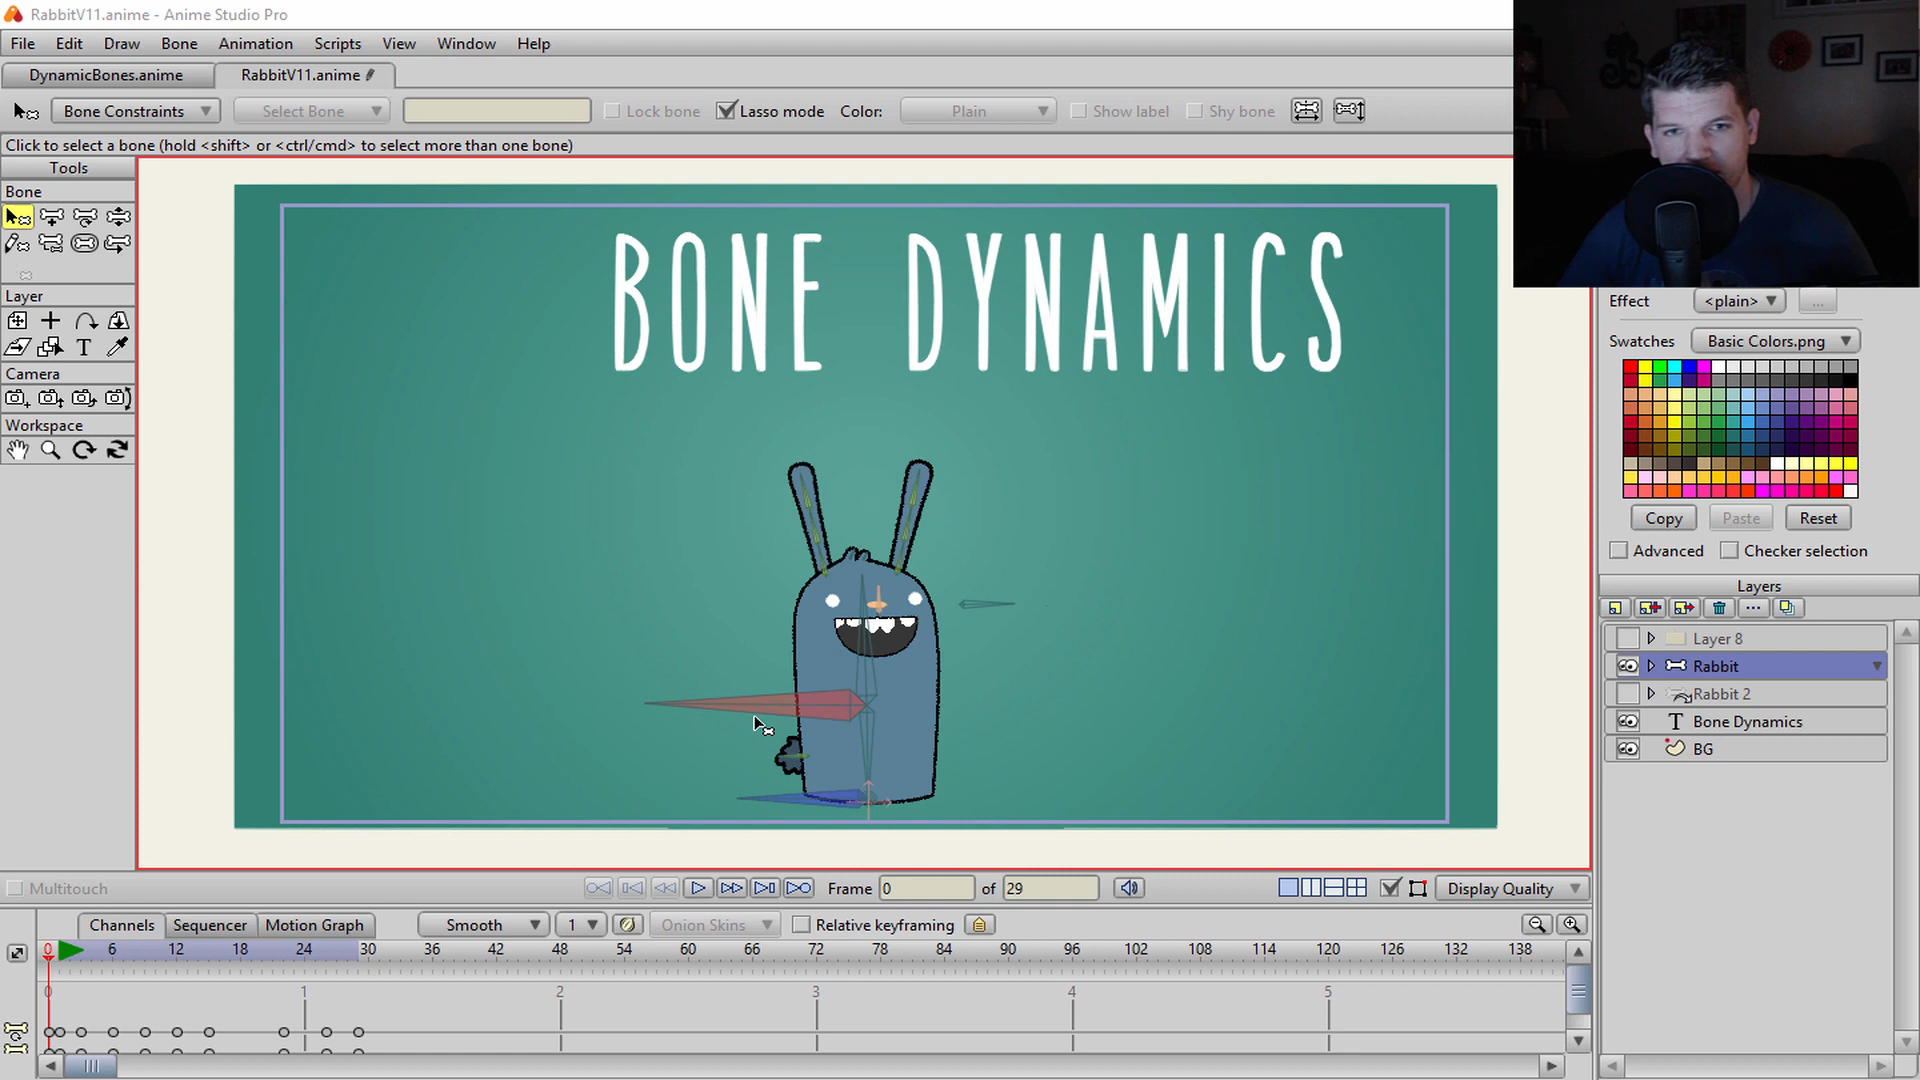 RabbitV11.anime - Anime Studio Pro
File Edit Draw Bone Animation Scripts View Window Help
DynamicBones.anime RabbitV11.anime
Bone Constraints Select Bone Lock bone Lasso mode Color: Plain Show label Shy bone
Click to select a bone (hold <shift> or <ctrl/cmd> to select more than one bone)
Tools
Bone
Layer
T
Camera
Workspace
BONE DYNAMICS
Effect <plain> ...
Swatches Basic Colors.png
Copy Paste Reset
Advanced Checker selection
Layers
Layer 8
Rabbit
Rabbit 2
T Bone Dynamics
BG
Multitouch Frame 0 of 29 Display Quality
Channels Sequencer Motion Graph Smooth 1 Onion Skins Relative keyframing
0 6 12 18 24 30 36 42 48 54 60 66 72 78 84 90 96 102 108 114 120 126 132 138
0 1 2 3 4 5